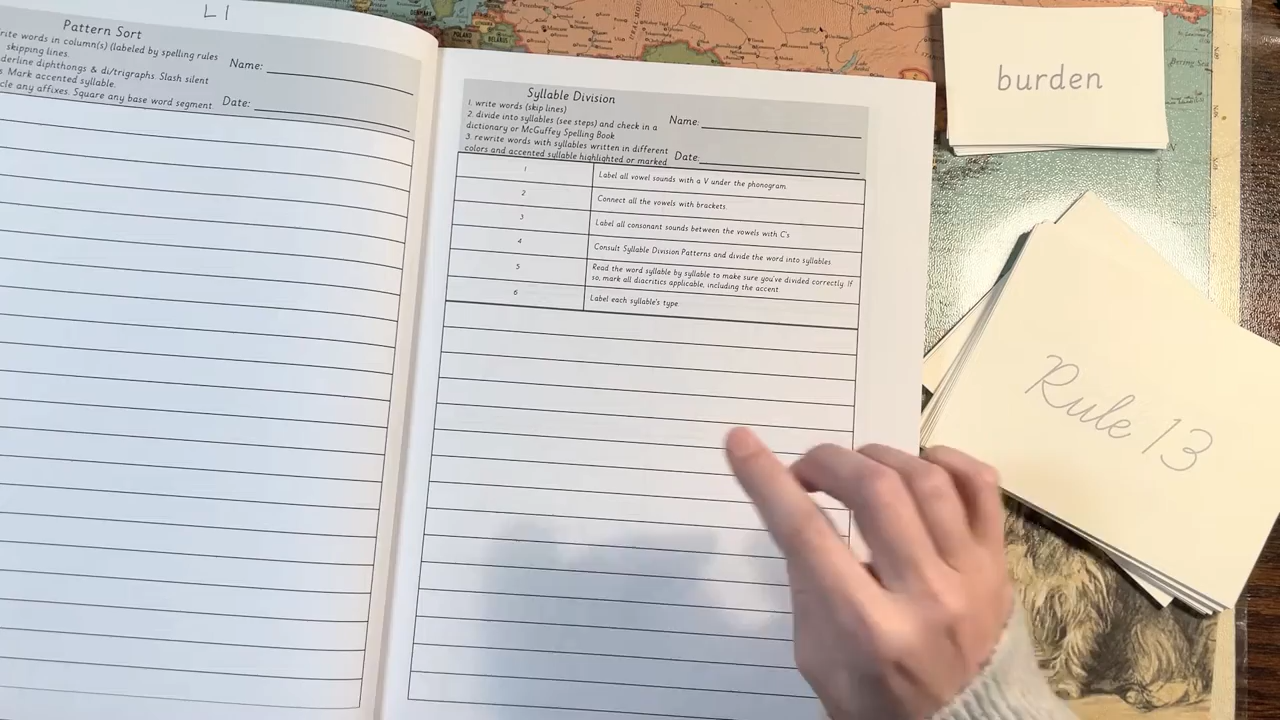 L1
Pattern Sort
rite words in column(s) (labeled by spelling rules
skipping lines.
derline diphthongs & di/trigraphs. Slash silent
s. Mark accented syllable.
cle any affixes. Square any base word segment
Name:
Date:
Syllable Division
1. write words (skip lines)
2. divide into syllables (see steps) and check in a
dictionary or McGuffey Spelling Book
3. rewrite words with syllables written in different
colors and accented syllable highlighted or marked
Name:
Date:
1 Label all vowel sounds with a V under the phonogram.
2 Connect all the vowels with brackets.
3 Label all consonant sounds between the vowels with C's
4 Consult Syllable Division Patterns and divide the word into syllables.
5 Read the word syllable by syllable to make sure you've divided correctly. If
so, mark all diacritics applicable, including the accent.
6 Label each syllable's type
burden
Rule 13
POLAND
BELARUS
Bering Sea